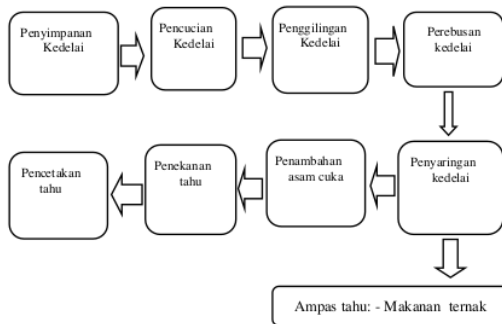 Penyimpanan
Kedelai
Pencucian
Kedelai
Penggilingan
Kedelai
Perebusan
kedelai
Penyaringan
kedelai
Penambahan
asam cuka
Penekanan
tahu
Pencetakan
tahu
Ampas tahu: - Makanan ternak